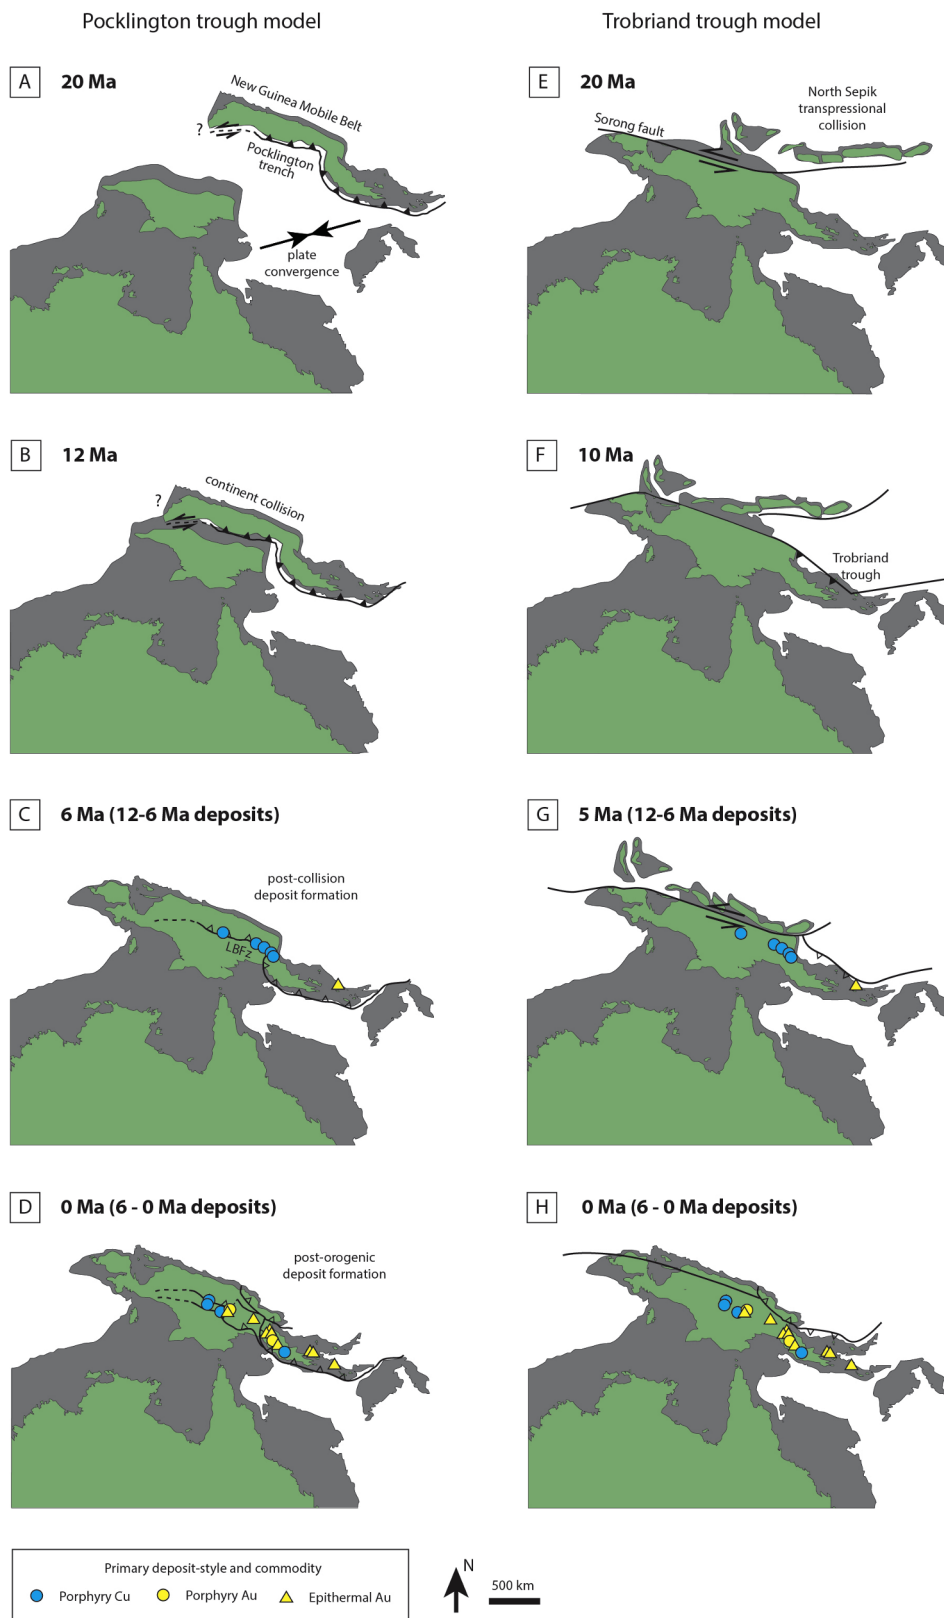 Pocklington trough model
Trobriand trough model
A
20 Ma
New Guinea Mobile Belt
?
Pocklington
trench
plate
convergence
E
20 Ma
North Sepik
transpressional
collision
Sorong fault
B
12 Ma
?
continent collision
F
10 Ma
Trobriand
trough
C
6 Ma (12-6 Ma deposits)
post-collision
deposit formation
LBFz
G
5 Ma (12-6 Ma deposits)
D
0 Ma (6 - 0 Ma deposits)
post-orogenic
deposit formation
H
0 Ma (6 - 0 Ma deposits)
Primary deposit-style and commodity
Porphyry Cu
Porphyry Au
Epithermal Au
N
500 km